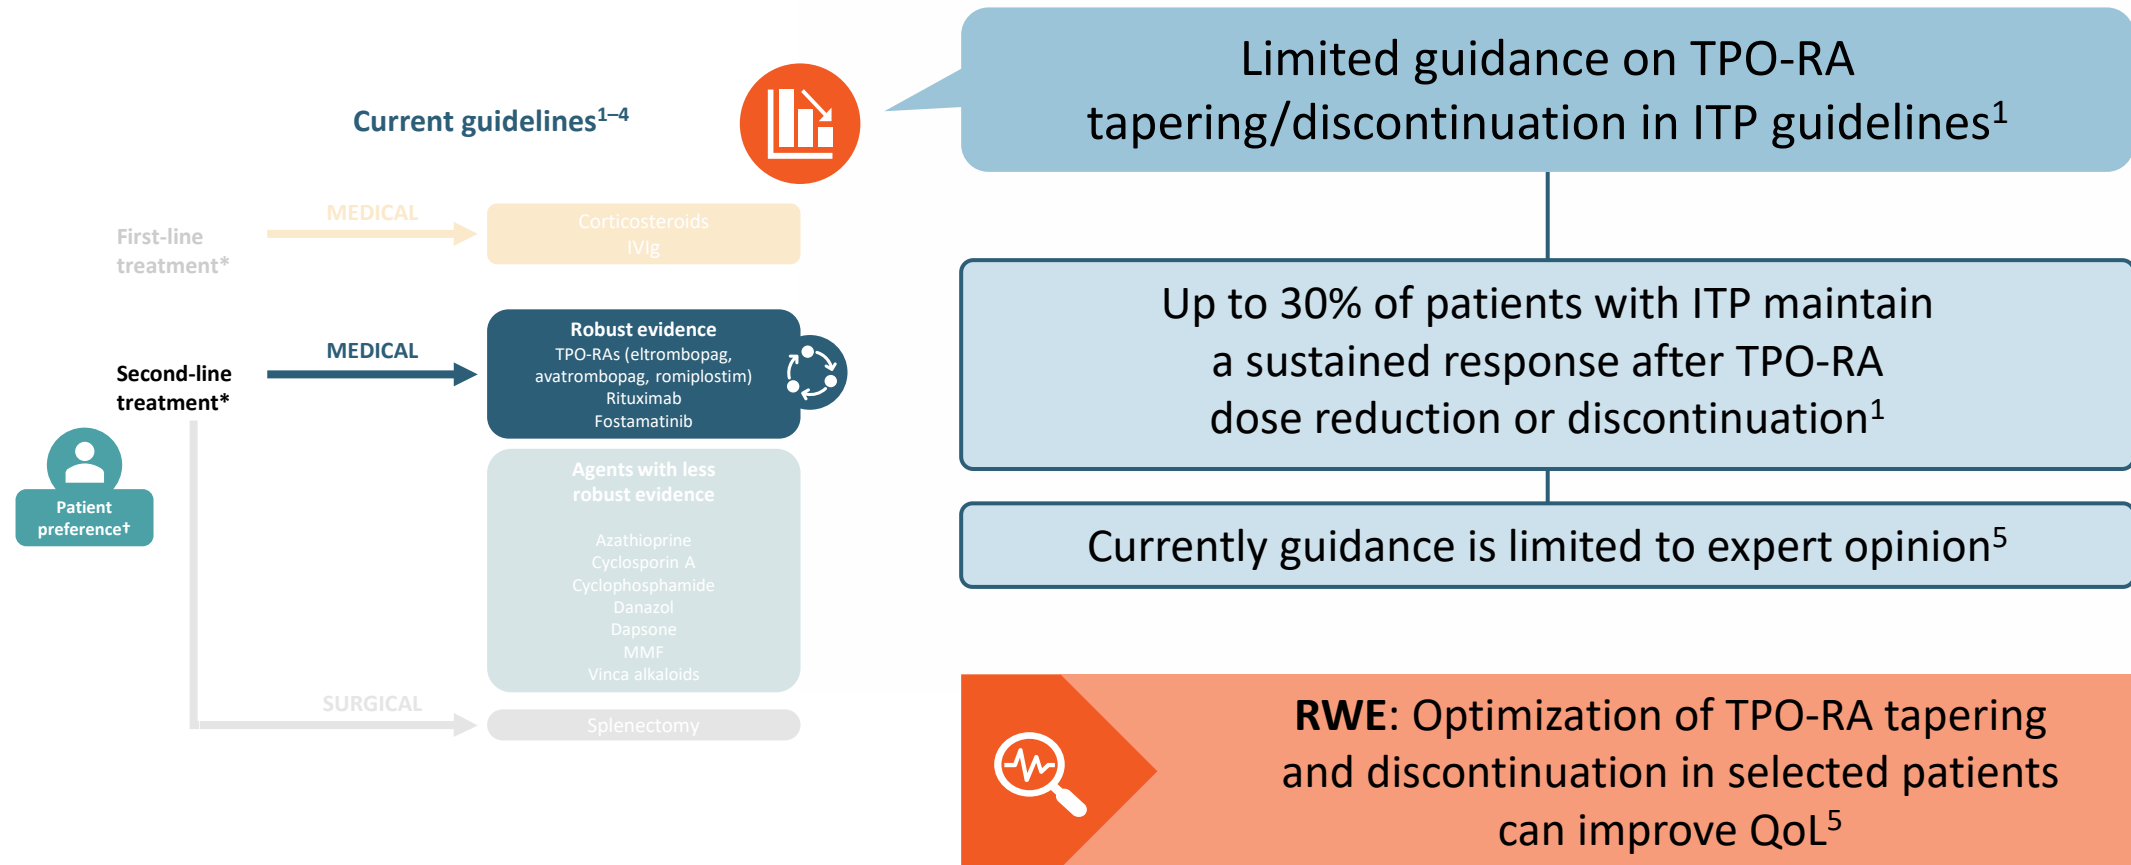 Current guidelines¹⁻⁴
First-line
treatment*
MEDICAL
Corticosteroids
IVIg
Second-line
treatment*
MEDICAL
Robust evidence
TPO-RAs (eltrombopag,
avatrombopag, romiplostim)
Rituximab
Fostamatinib
Patient
preference†
Agents with less
robust evidence
Azathioprine
Cyclosporin A
Cyclophosphamide
Danazol
Dapsone
MMF
Vinca alkaloids
SURGICAL
Splenectomy
Limited guidance on TPO-RA
tapering/discontinuation in ITP guidelines¹
Up to 30% of patients with ITP maintain
a sustained response after TPO-RA
dose reduction or discontinuation¹
Currently guidance is limited to expert opinion⁵
RWE: Optimization of TPO-RA tapering
and discontinuation in selected patients
can improve QoL⁵